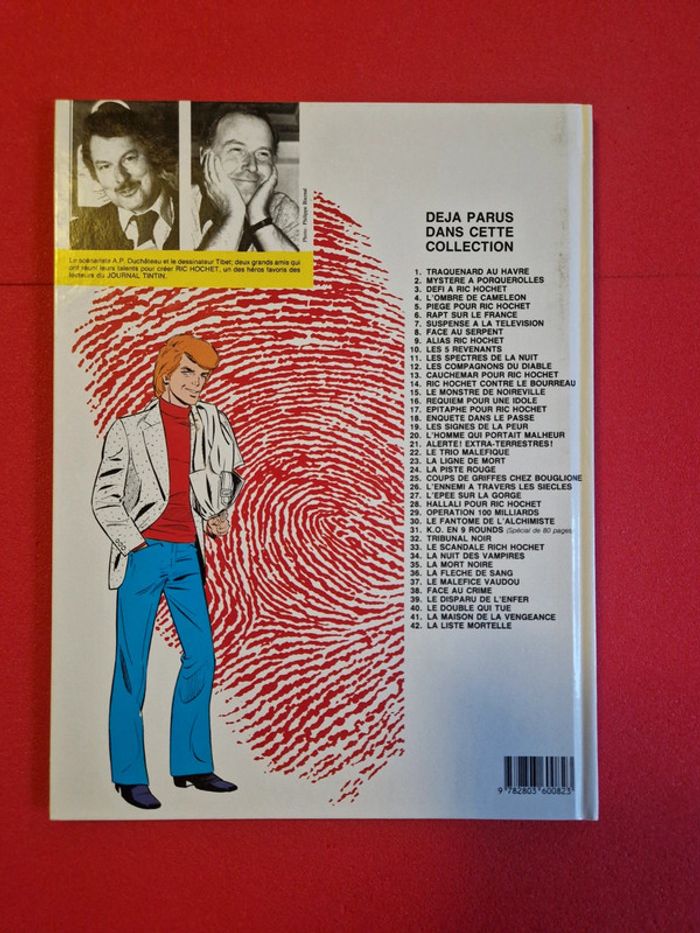 Photo: Philippe Biermé
Le scénariste A.P. Duchâteau et le dessinateur Tibet; deux grands amis qui
ont réuni leurs talents pour créer RIC HOCHET, un des héros favoris des
lecteurs du JOURNAL TINTIN.
DEJA PARUS
DANS CETTE
COLLECTION
1. TRAQUENARD AU HAVRE
2. MYSTERE A PORQUEROLLES
3. DEFI A RIC HOCHET
4. L'OMBRE DE CAMELEON
5. PIEGE POUR RIC HOCHET
6. RAPT SUR LE FRANCE
7. SUSPENSE A LA TELEVISION
8. FACE AU SERPENT
9. ALIAS RIC HOCHET
10. LES 5 REVENANTS
11. LES SPECTRES DE LA NUIT
12. LES COMPAGNONS DU DIABLE
13. CAUCHEMAR POUR RIC HOCHET
14. RIC HOCHET CONTRE LE BOURREAU
15. LE MONSTRE DE NOIREVILLE
16. REQUIEM POUR UNE IDOLE
17. EPITAPHE POUR RIC HOCHET
18. ENQUETE DANS LE PASSE
19. LES SIGNES DE LA PEUR
20. L'HOMME QUI PORTAIT MALHEUR
21. ALERTE! EXTRA-TERRESTRES!
22. LE TRIO MALEFIQUE
23. LA LIGNE DE MORT
24. LA PISTE ROUGE
25. COUPS DE GRIFFES CHEZ BOUGLIONE
26. L'ENNEMI A TRAVERS LES SIECLES
27. L'EPEE SUR LA GORGE
28. HALLALI POUR RIC HOCHET
29. OPERATION 100 MILLIARDS
30. LE FANTOME DE L'ALCHIMISTE
31. K.O. EN 9 ROUNDS (Spécial de 80 pages)
32. TRIBUNAL NOIR
33. LE SCANDALE RICH HOCHET
34. LA NUIT DES VAMPIRES
35. LA MORT NOIRE
36. LA FLECHE DE SANG
37. LE MALEFICE VAUDOU
38. FACE AU CRIME
39. LE DISPARU DE L'ENFER
40. LE DOUBLE QUI TUE
41. LA MAISON DE LA VENGEANCE
42. LA LISTE MORTELLE
9 782803 600823